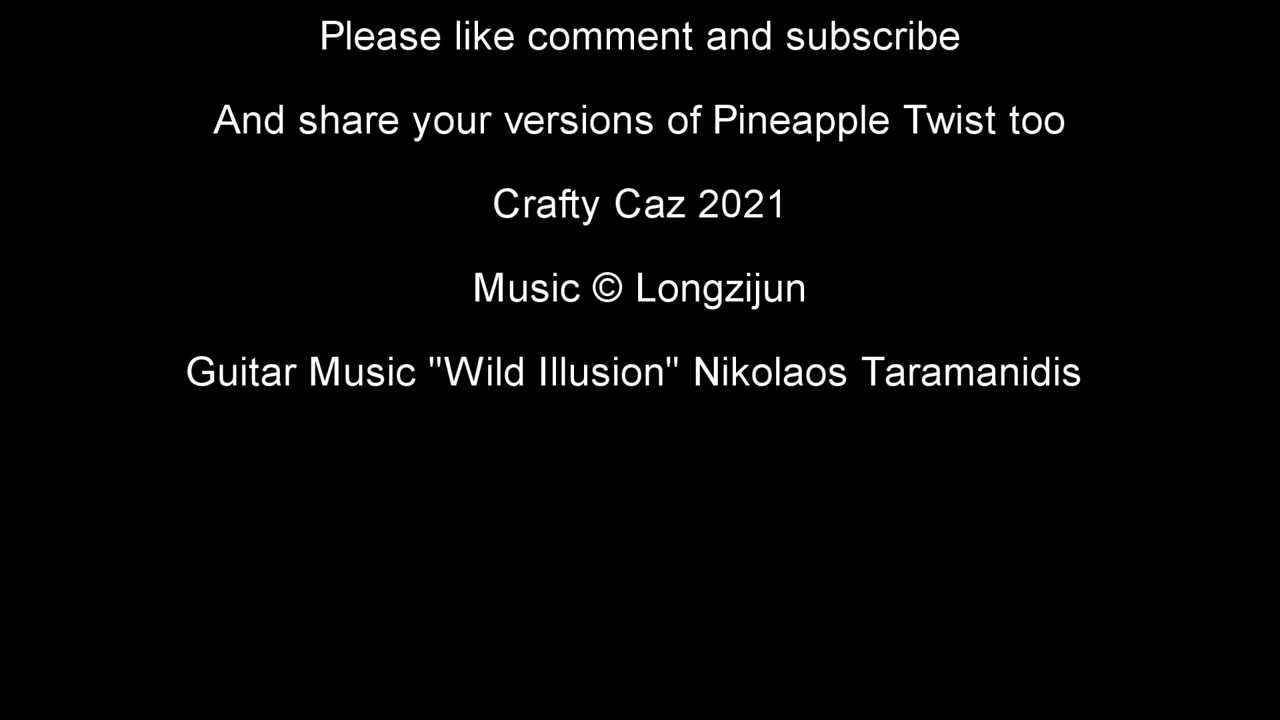 Please like comment and subscribe
And share your versions of Pineapple Twist too
Crafty Caz 2021
Music © Longzijun
Guitar Music "Wild Illusion" Nikolaos Taramanidis